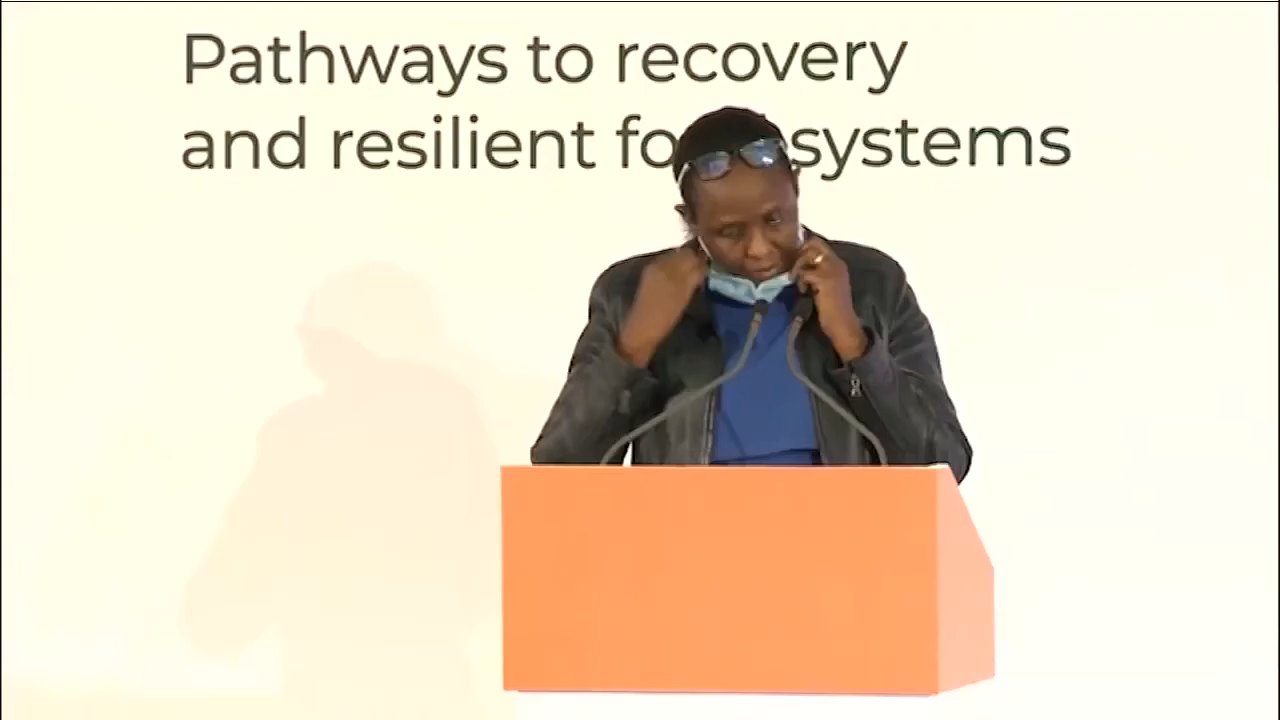 Pathways to recovery
and resilient systems